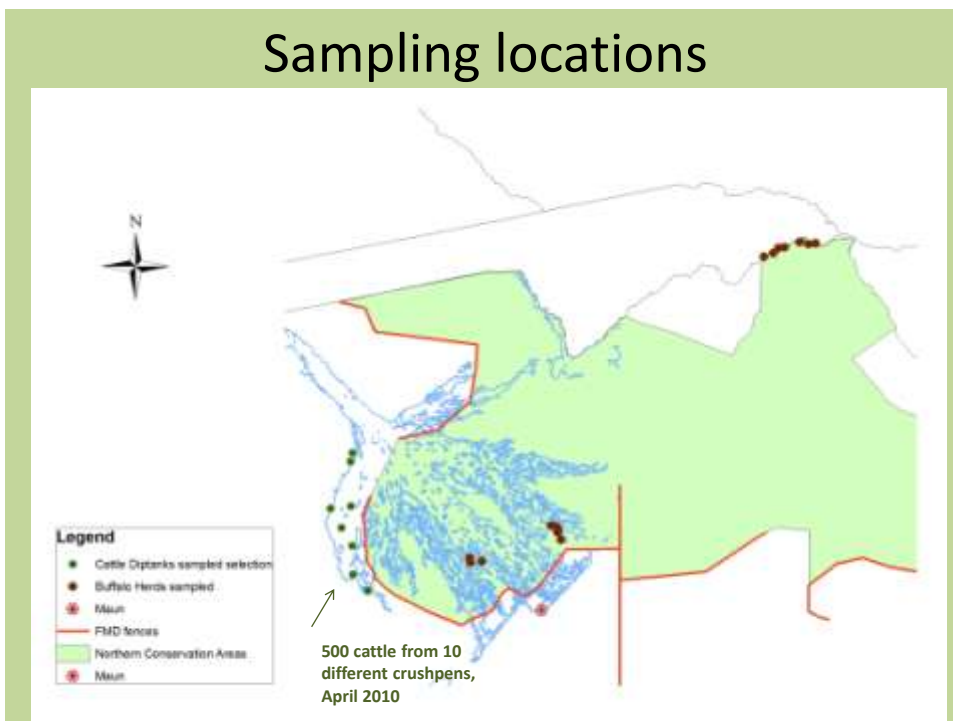 Sampling locations
N
Legend
Cattle Diptanks sampled selection
Buffalo Herds sampled
Maun
FMD fences
Northern Conservation Areas
Maun
500 cattle from 10
different crushpens,
April 2010